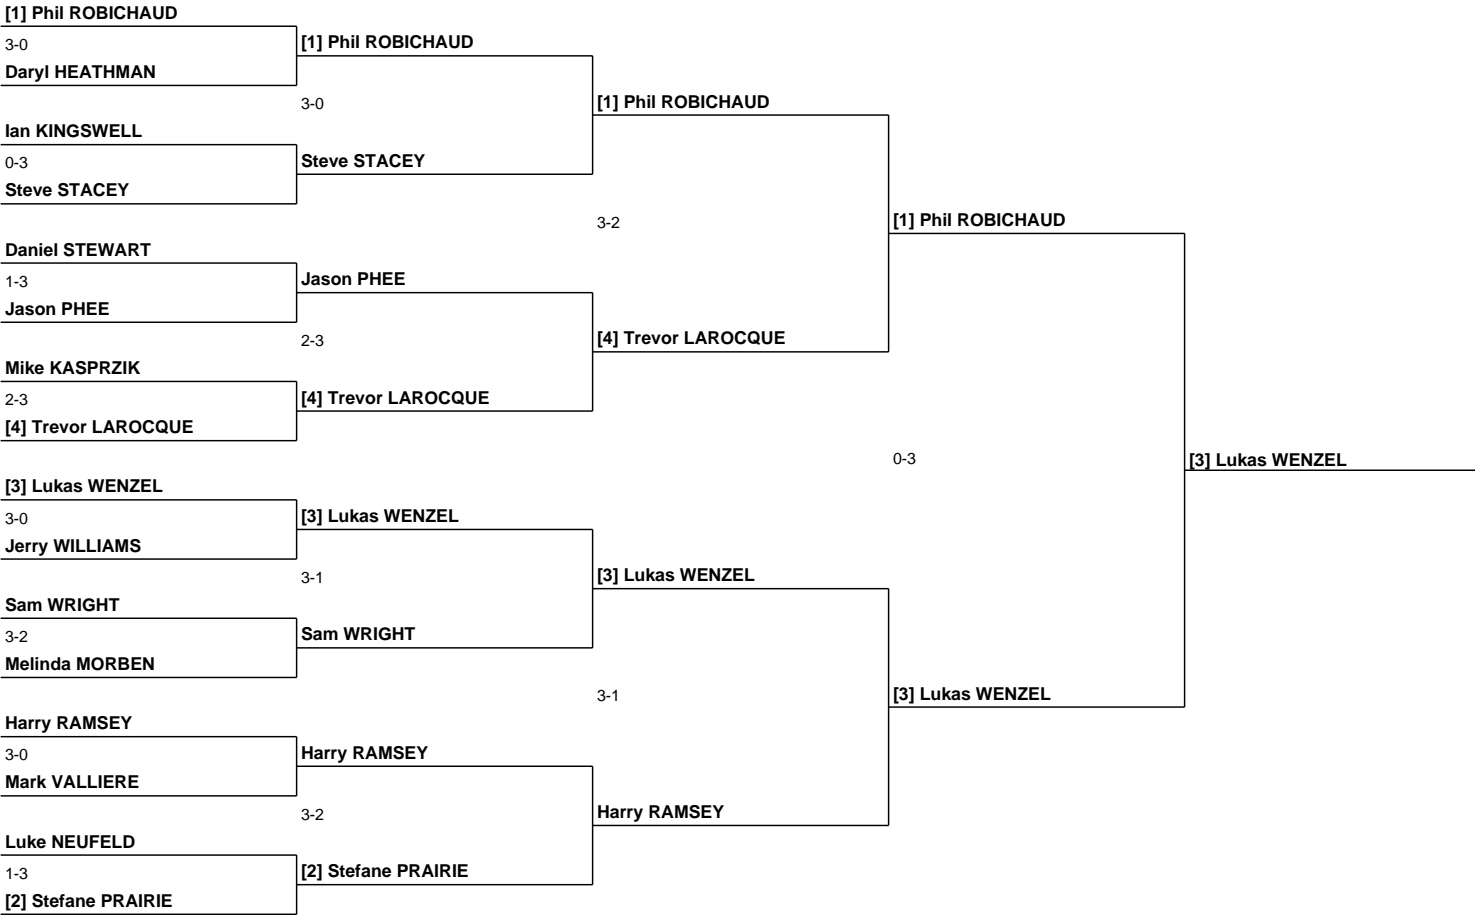 [1] Phil ROBICHAUD
3-0
Daryl HEATHMAN
Ian KINGSWELL
0-3
Steve STACEY
Daniel STEWART
1-3
Jason PHEE
Mike KASPRZIK
2-3
[4] Trevor LAROCQUE
[3] Lukas WENZEL
3-0
Jerry WILLIAMS
Sam WRIGHT
3-2
Melinda MORBEN
Harry RAMSEY
3-0
Mark VALLIERE
Luke NEUFELD
1-3
[2] Stefane PRAIRIE
[1] Phil ROBICHAUD
3-0
Steve STACEY
Jason PHEE
2-3
[4] Trevor LAROCQUE
[3] Lukas WENZEL
3-1
Sam WRIGHT
Harry RAMSEY
3-2
[2] Stefane PRAIRIE
[1] Phil ROBICHAUD
3-2
[4] Trevor LAROCQUE
[3] Lukas WENZEL
3-1
Harry RAMSEY
[1] Phil ROBICHAUD
0-3
[3] Lukas WENZEL
[3] Lukas WENZEL